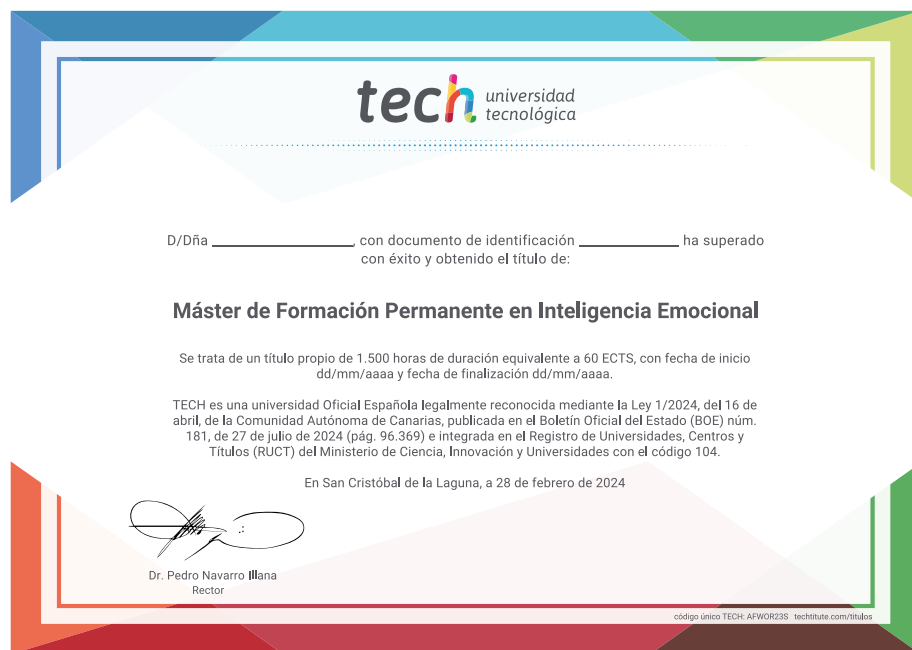 tech universidad
tecnológica
D/Dña ____________________, con documento de identificación ______________ ha superado
con éxito y obtenido el título de:
Máster de Formación Permanente en Inteligencia Emocional
Se trata de un título propio de 1.500 horas de duración equivalente a 60 ECTS, con fecha de inicio
dd/mm/aaaa y fecha de finalización dd/mm/aaaa.
TECH es una universidad Oficial Española legalmente reconocida mediante la Ley 1/2024, del 16 de
abril, de la Comunidad Autónoma de Canarias, publicada en el Boletín Oficial del Estado (BOE) núm.
181, de 27 de julio de 2024 (pág. 96.369) e integrada en el Registro de Universidades, Centros y
Títulos (RUCT) del Ministerio de Ciencia, Innovación y Universidades con el código 104.
En San Cristóbal de la Laguna, a 28 de febrero de 2024
Dr. Pedro Navarro Illana
Rector
código único TECH: AFWOR23S techtitute.com/titulos